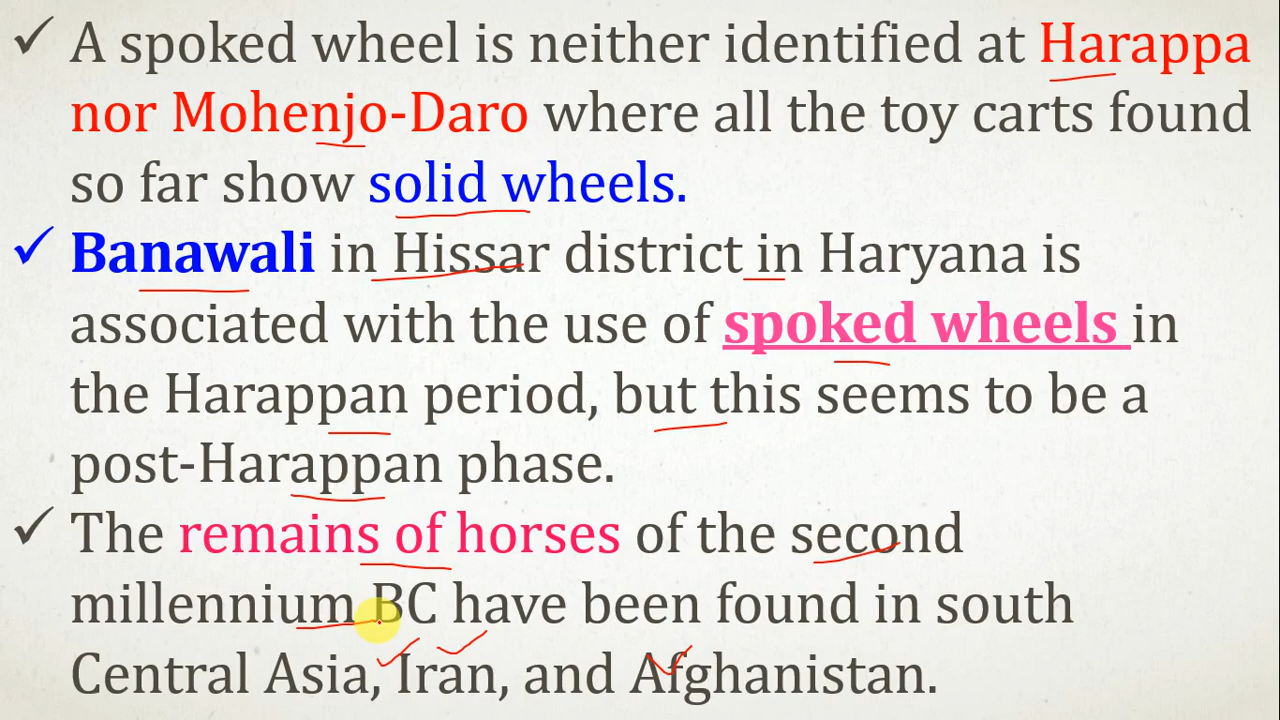 ✓ A spoked wheel is neither identified at Harappa
nor Mohenjo-Daro where all the toy carts found
so far show solid wheels.
✓ Banawali in Hissar district in Haryana is
associated with the use of spoked wheels in
the Harappan period, but this seems to be a
post-Harappan phase.
✓ The remains of horses of the second
millennium BC have been found in south
Central Asia, Iran, and Afghanistan.